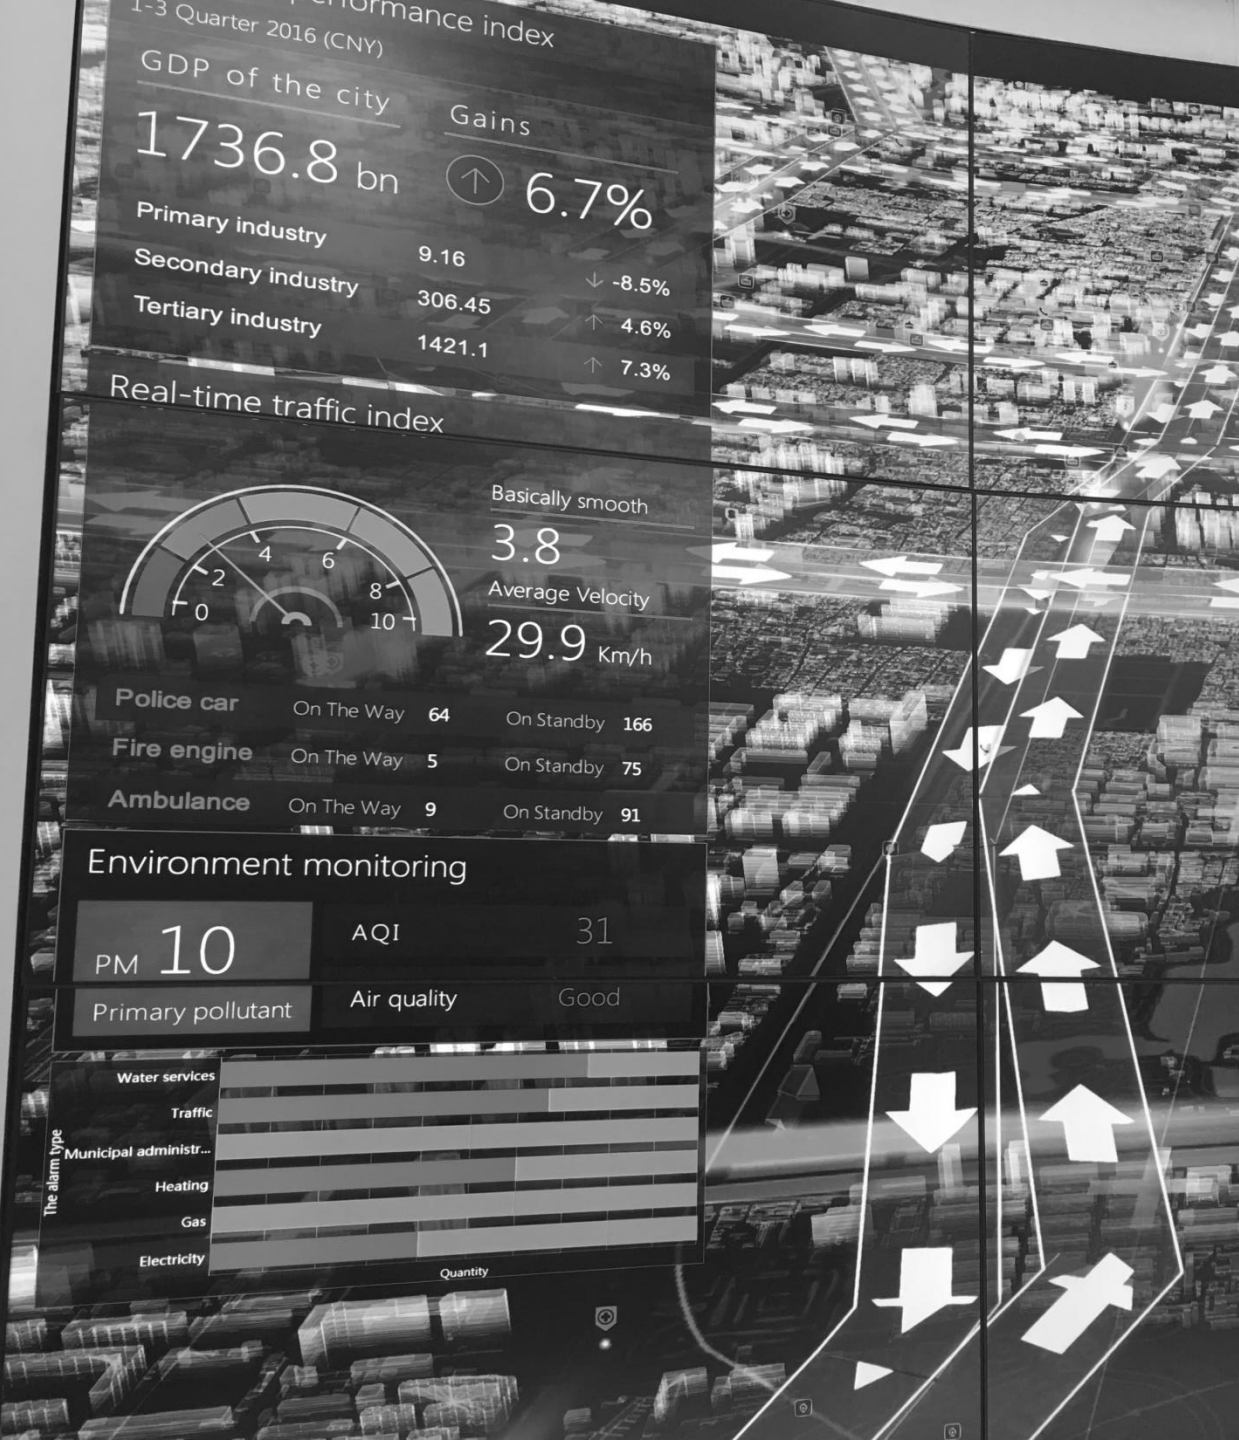 performance index
1-3 Quarter 2016 (CNY)
GDP of the city
Gains
1736.8 bn
6.7%
Primary industry 9.16 -8.5%
Secondary industry 306.45 4.6%
Tertiary industry 1421.1 7.3%
Real-time traffic index
0 2 4 6 8 10
Basically smooth
3.8
Average Velocity
29.9 Km/h
Police car On The Way 64 On Standby 166
Fire engine On The Way 5 On Standby 75
Ambulance On The Way 9 On Standby 91
Environment monitoring
PM 10
Primary pollutant
AQI 31
Air quality Good
The alarm type
Water services
Traffic
Municipal administr...
Heating
Gas
Electricity
Quantity